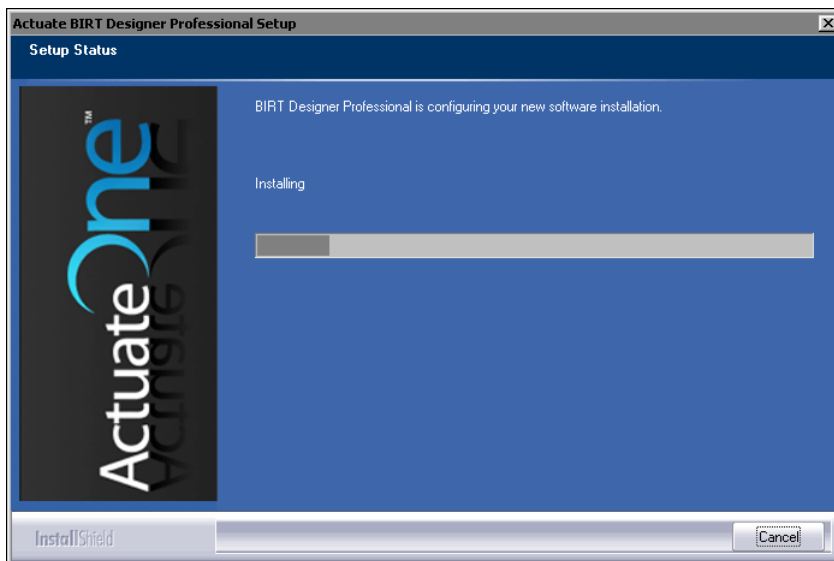 Actuate BIRT Designer Professional Setup
Setup Status
BIRT Designer Professional is configuring your new software installation.
Installing
ActuateOne™
InstallShield
Cancel